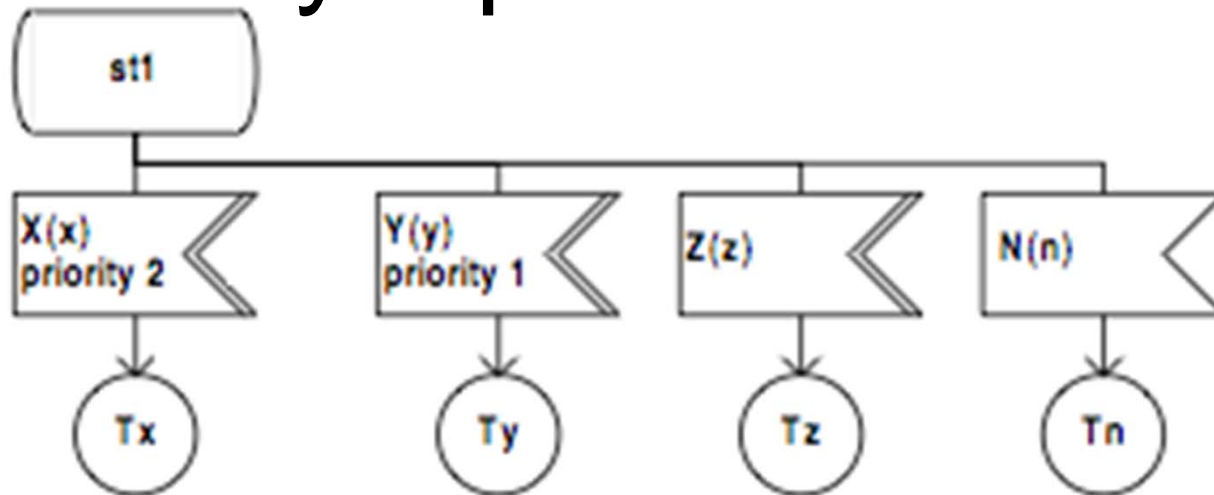 st1
X(x)
priority 2
Y(y)
priority 1
Z(z)
N(n)
Tx
Ty
Tz
Tn